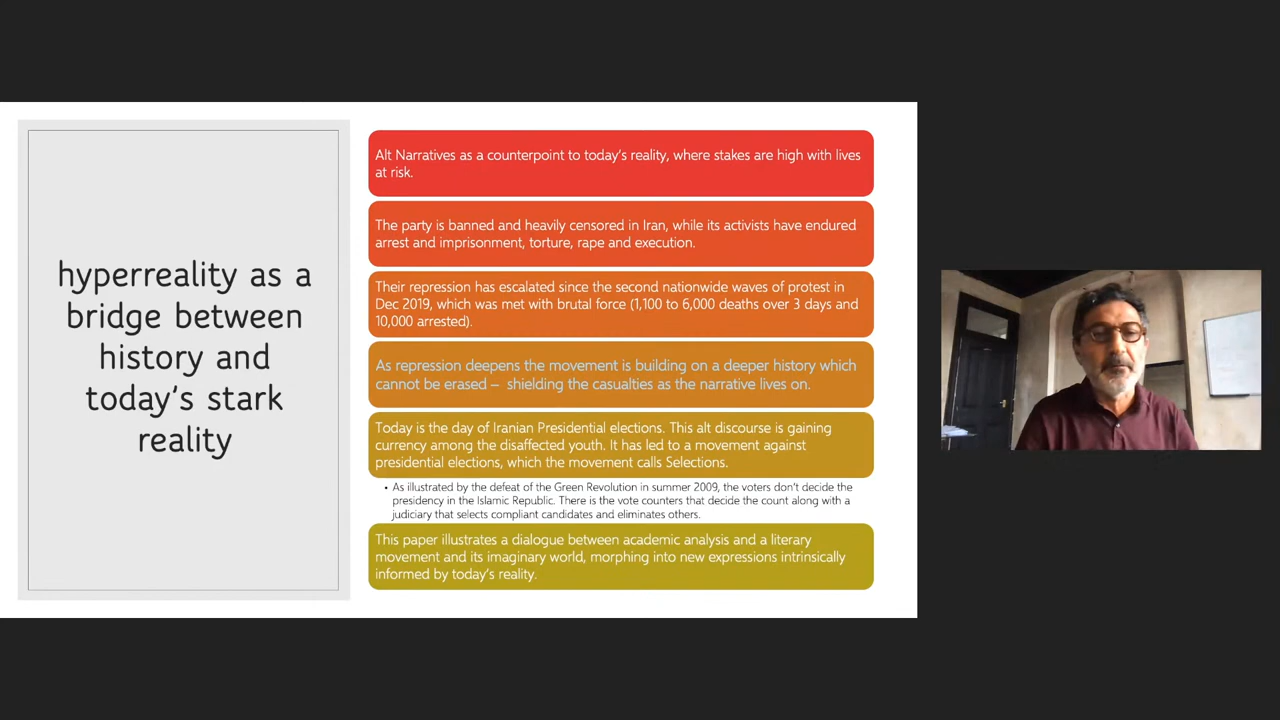 hyperreality as a
bridge between
history and
today's stark
reality
Alt Narratives as a counterpoint to today's reality, where stakes are high with lives
at risk.
The party is banned and heavily censored in Iran, while its activists have endured
arrest and imprisonment, torture, rape and execution.
Their repression has escalated since the second nationwide waves of protest in
Dec 2019, which was met with brutal force (1,100 to 6,000 deaths over 3 days and
10,000 arrested).
As repression deepens the movement is building on a deeper history which
cannot be erased – shielding the casualties as the narrative lives on.
Today is the day of Iranian Presidential elections. This alt discourse is gaining
currency among the disaffected youth. It has led to a movement against
presidential elections, which the movement calls Selections.
• As illustrated by the defeat of the Green Revolution in summer 2009, the voters don't decide the
presidency in the Islamic Republic. There is the vote counters that decide the count along with a
judiciary that selects compliant candidates and eliminates others.
This paper illustrates a dialogue between academic analysis and a literary
movement and its imaginary world, morphing into new expressions intrinsically
informed by today's reality.